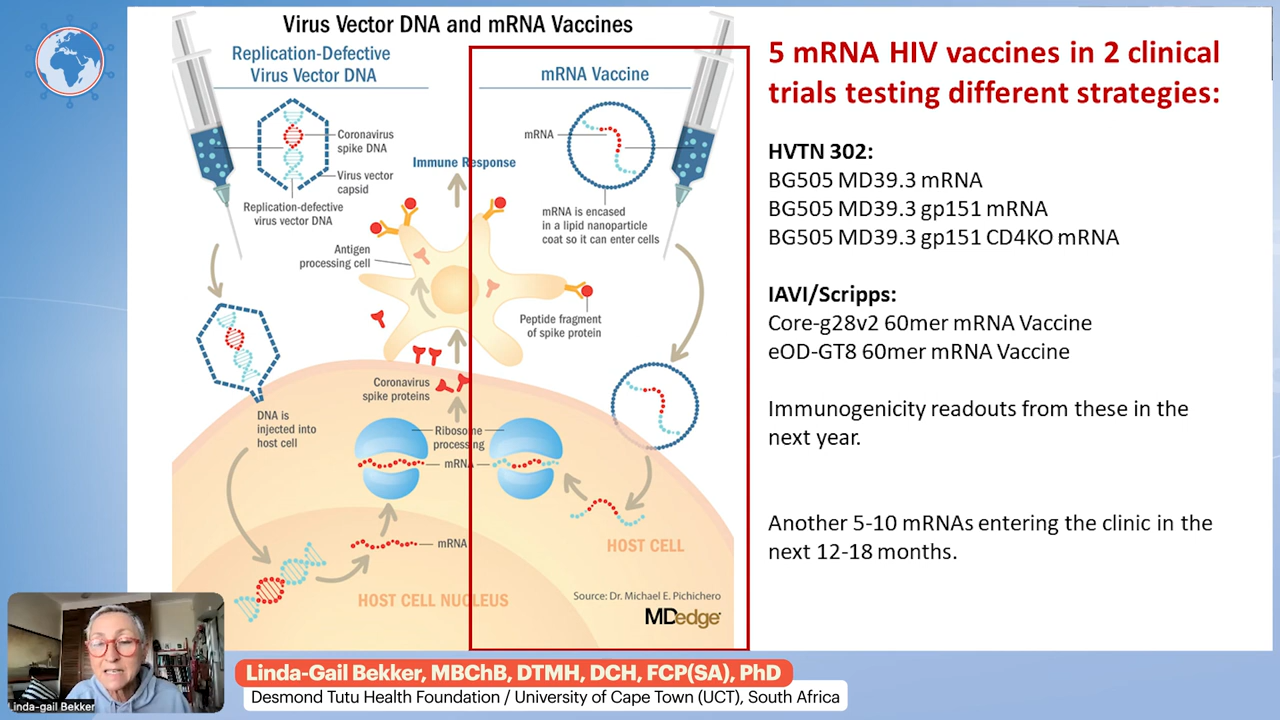 Virus Vector DNA and mRNA Vaccines
Replication-Defective
Virus Vector DNA
Coronavirus
spike DNA
Virus vector
capsid
Replication-defective
virus vector DNA
Immune Response
Antigen
processing cell
DNA is
injected into
host cell
Coronavirus
spike proteins
Ribosome
processing
mRNA
mRNA
HOST CELL NUCLEUS
mRNA Vaccine
mRNA
mRNA is encased
in a lipid nanoparticle
coat so it can enter cells
Peptide fragment
of spike protein
HOST CELL
Source: Dr. Michael E. Pichichero
MDedge
5 mRNA HIV vaccines in 2 clinical
trials testing different strategies:
HVTN 302:
BG505 MD39.3 mRNA
BG505 MD39.3 gp151 mRNA
BG505 MD39.3 gp151 CD4KO mRNA
IAVI/Scripps:
Core-g28v2 60mer mRNA Vaccine
eOD-GT8 60mer mRNA Vaccine
Immunogenicity readouts from these in the
next year.
Another 5-10 mRNAs entering the clinic in the
next 12-18 months.
Linda-gail Bekker
Linda-Gail Bekker, MBChB, DTMH, DCH, FCP(SA), PhD
Desmond Tutu Health Foundation / University of Cape Town (UCT), South Africa